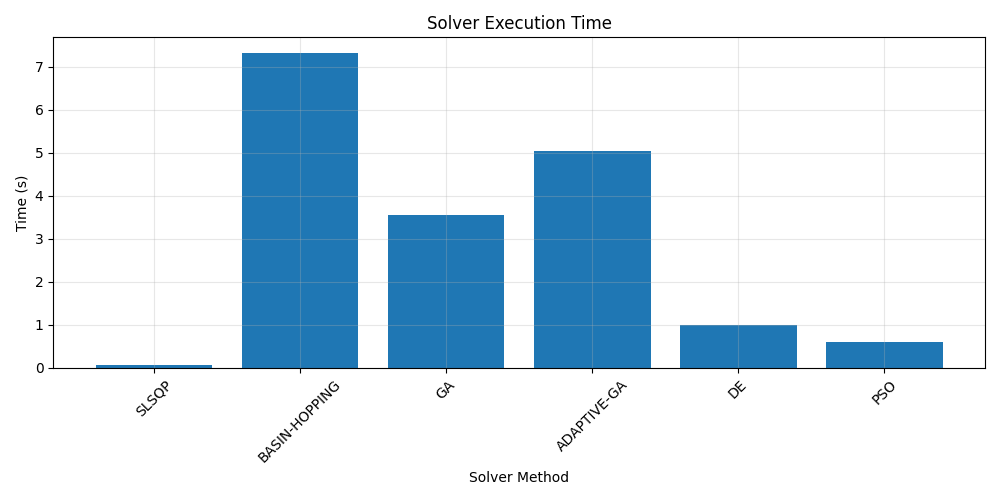 Solver Execution Time
Time (s)
7
6
5
4
3
2
1
0
SLSQP
BASIN-HOPPING
GA
ADAPTIVE-GA
DE
PSO
Solver Method